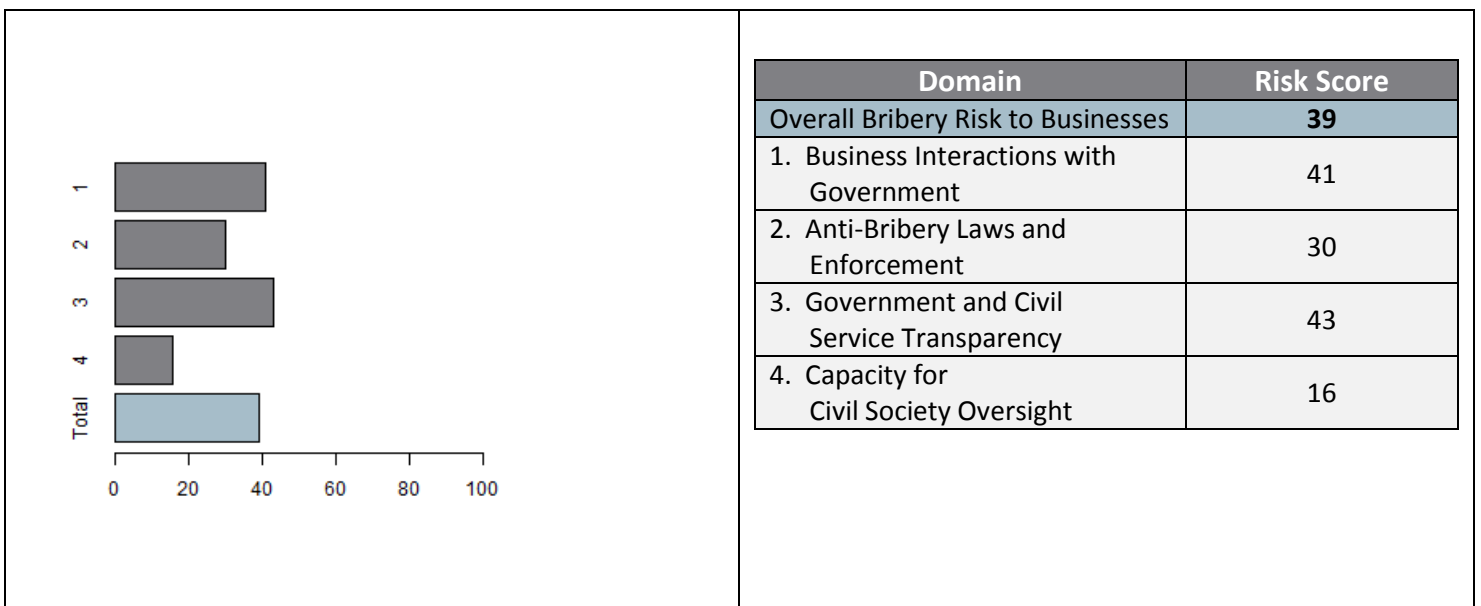 1
2
3
4
Total
0 20 40 60 80 100
Domain Risk Score
Overall Bribery Risk to Businesses 39
1. Business Interactions with
Government
41
2. Anti-Bribery Laws and
Enforcement
30
3. Government and Civil
Service Transparency
43
4. Capacity for
Civil Society Oversight
16